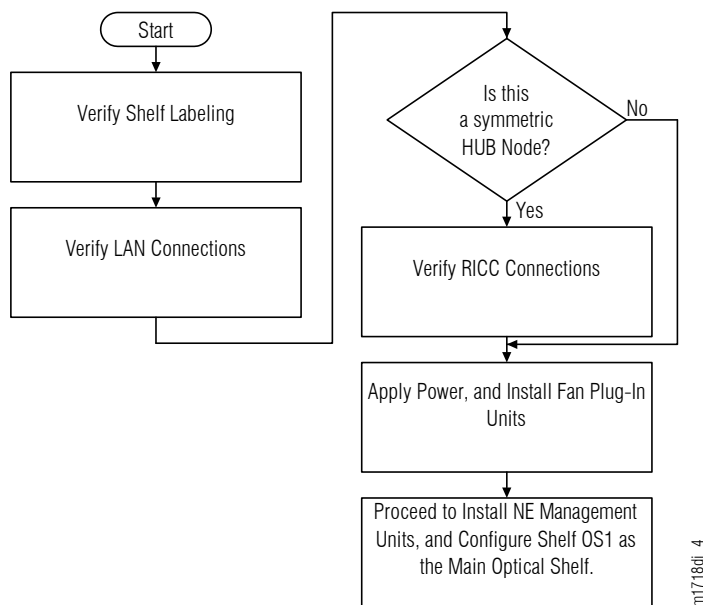 Start
Verify Shelf Labeling
Verify LAN Connections
Is this
a symmetric
HUB Node?
No
Yes
Verify RICC Connections
Apply Power, and Install Fan Plug-In
Units
Proceed to Install NE Management
Units, and Configure Shelf OS1 as
the Main Optical Shelf.
m1718di_4